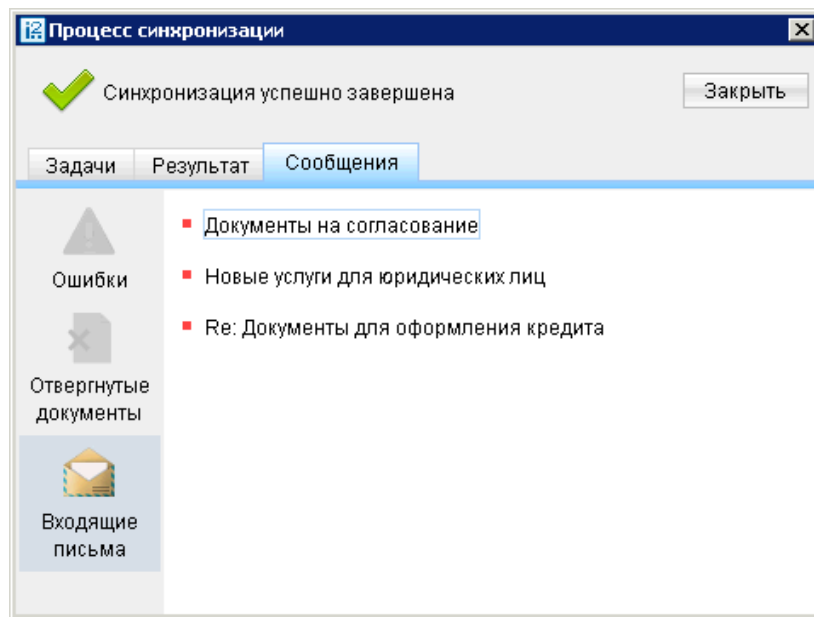 Процесс синхронизации
Синхронизация успешно завершена
Закрыть
Задачи
Результат
Сообщения
Ошибки
Отвергнутые
документы
Входящие
письма
Документы на согласование
Новые услуги для юридических лиц
Re: Документы для оформления кредита